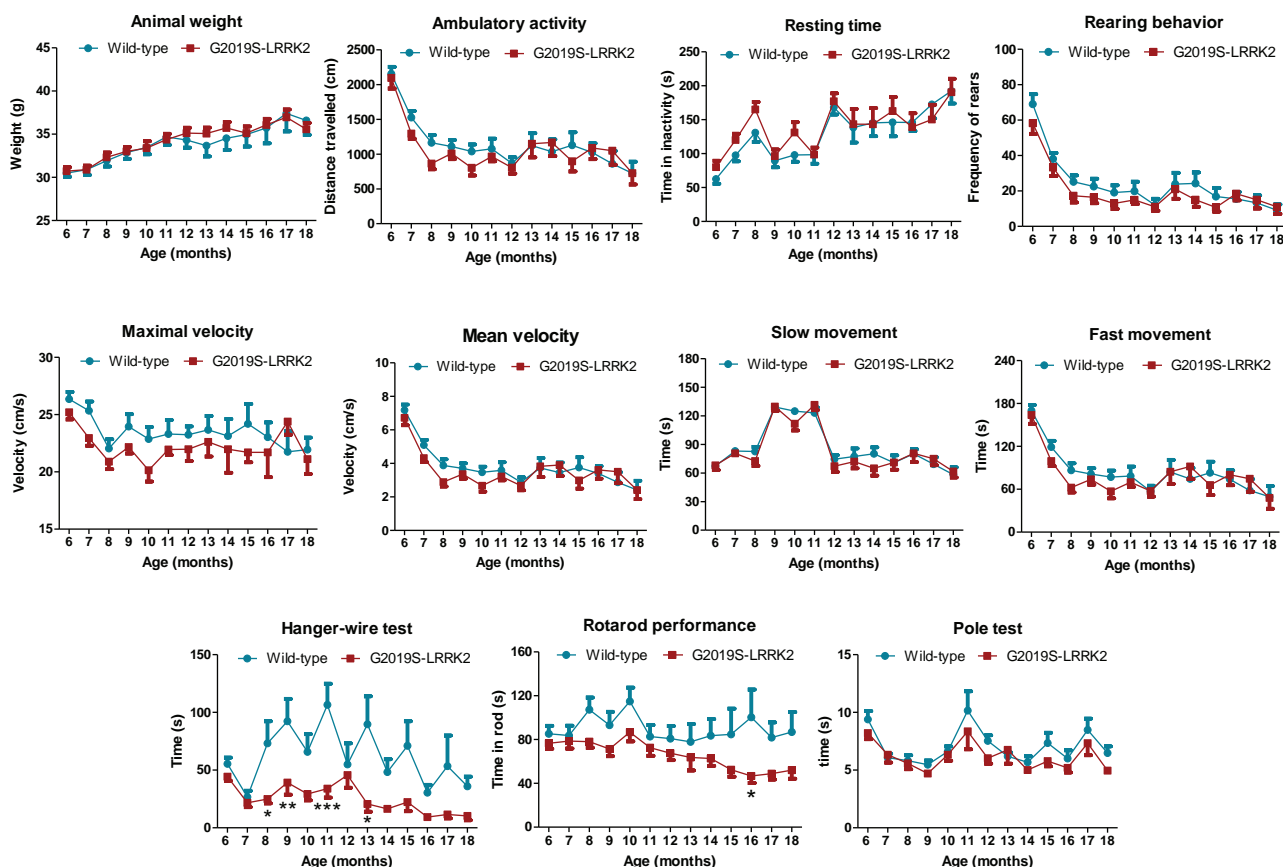 Animal weight
Wild-type G2019S-LRRK2
Weight (g)
45
40
35
30
25
6 7 8 9 10 11 12 13 14 15 16 17 18
Age (months)
Ambulatory activity
Wild-type G2019S-LRRK2
Distance travelled (cm)
2500
2000
1500
1000
500
0
6 7 8 9 10 11 12 13 14 15 16 17 18
Age (months)
Resting time
Wild-type G2019S-LRRK2
Time in inactivity (s)
250
200
150
100
50
0
6 7 8 9 10 11 12 13 14 15 16 17 18
Age (months)
Rearing behavior
Wild-type G2019S-LRRK2
Frequency of rears
100
80
60
40
20
0
6 7 8 9 10 11 12 13 14 15 16 17 18
Age (months)
Maximal velocity
Wild-type G2019S-LRRK2
Velocity (cm/s)
30
25
20
15
6 7 8 9 10 11 12 13 14 15 16 17 18
Age (months)
Mean velocity
Wild-type G2019S-LRRK2
Velocity (cm/s)
10
8
6
4
2
0
6 7 8 9 10 11 12 13 14 15 16 17 18
Age (months)
Slow movement
Wild-type G2019S-LRRK2
Time (s)
180
150
120
90
60
30
0
6 7 8 9 10 11 12 13 14 15 16 17 18
Age (months)
Fast movement
Wild-type G2019S-LRRK2
Time (s)
240
180
120
60
0
6 7 8 9 10 11 12 13 14 15 16 17 18
Age (months)
Hanger-wire test
Wild-type G2019S-LRRK2
Time (s)
150
100
50
0
* ** *** *
6 7 8 9 10 11 12 13 14 15 16 17 18
Age (months)
Rotarod performance
Wild-type G2019S-LRRK2
Time in rod (s)
160
120
80
40
0
*
6 7 8 9 10 11 12 13 14 15 16 17 18
Age (months)
Pole test
Wild-type G2019S-LRRK2
time (s)
15
10
5
0
6 7 8 9 10 11 12 13 14 15 16 17 18
Age (months)